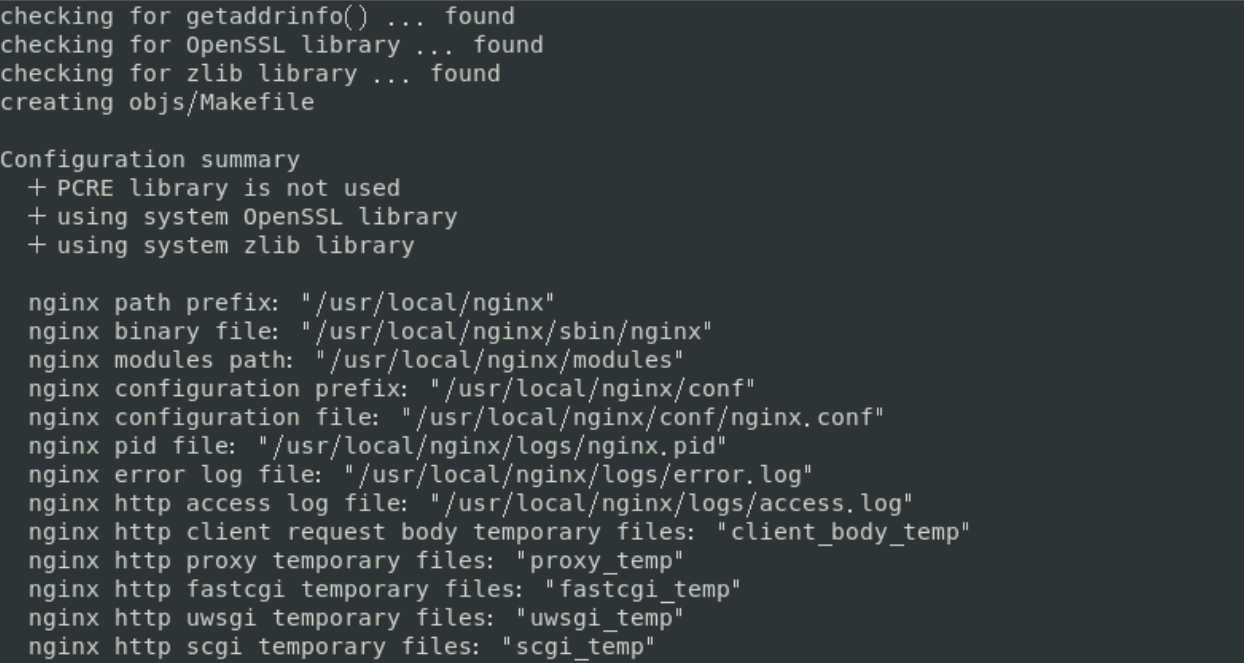 checking for getaddrinfo() ... found
checking for OpenSSL library ... found
checking for zlib library ... found
creating objs/Makefile
Configuration summary
+ PCRE library is not used
+ using system OpenSSL library
+ using system zlib library
nginx path prefix: "/usr/local/nginx"
nginx binary file: "/usr/local/nginx/sbin/nginx"
nginx modules path: "/usr/local/nginx/modules"
nginx configuration prefix: "/usr/local/nginx/conf"
nginx configuration file: "/usr/local/nginx/conf/nginx.conf"
nginx pid file: "/usr/local/nginx/logs/nginx.pid"
nginx error log file: "/usr/local/nginx/logs/error.log"
nginx http access log file: "/usr/local/nginx/logs/access.log"
nginx http client request body temporary files: "client_body_temp"
nginx http proxy temporary files: "proxy_temp"
nginx http fastcgi temporary files: "fastcgi_temp"
nginx http uwsgi temporary files: "uwsgi_temp"
nginx http scgi temporary files: "scgi_temp"